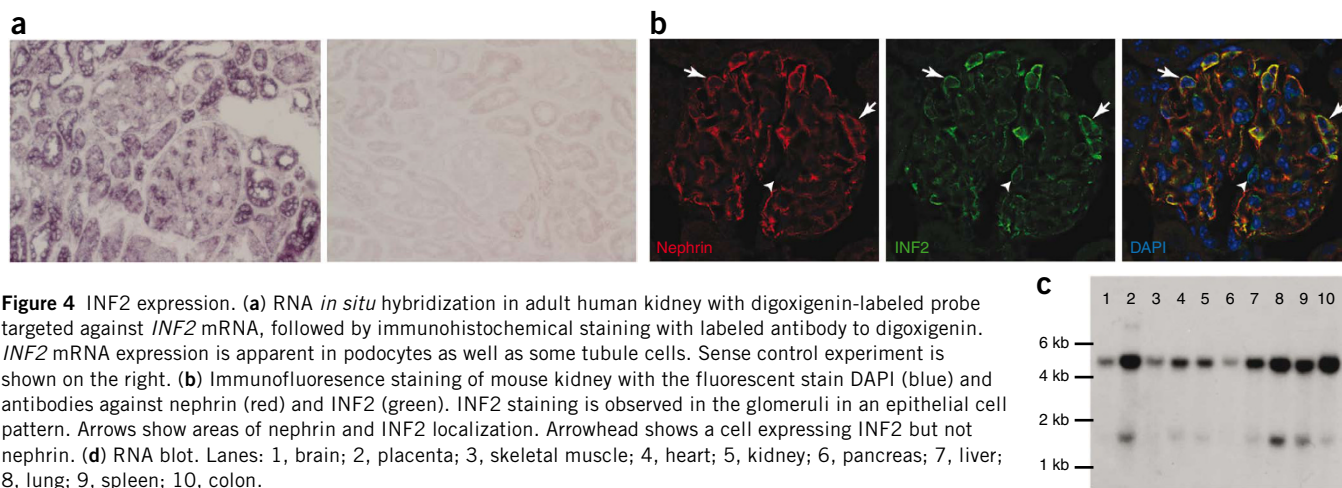 a
b
Nephrin
INF2
DAPI
Figure 4 INF2 expression. (a) RNA in situ hybridization in adult human kidney with digoxigenin-labeled probe
targeted against INF2 mRNA, followed by immunohistochemical staining with labeled antibody to digoxigenin.
INF2 mRNA expression is apparent in podocytes as well as some tubule cells. Sense control experiment is
shown on the right. (b) Immunofluoresence staining of mouse kidney with the fluorescent stain DAPI (blue) and
antibodies against nephrin (red) and INF2 (green). INF2 staining is observed in the glomeruli in an epithelial cell
pattern. Arrows show areas of nephrin and INF2 localization. Arrowhead shows a cell expressing INF2 but not
nephrin. (d) RNA blot. Lanes: 1, brain; 2, placenta; 3, skeletal muscle; 4, heart; 5, kidney; 6, pancreas; 7, liver;
8, lung; 9, spleen; 10, colon.
c
1 2 3 4 5 6 7 8 9 10
6 kb
4 kb
2 kb
1 kb